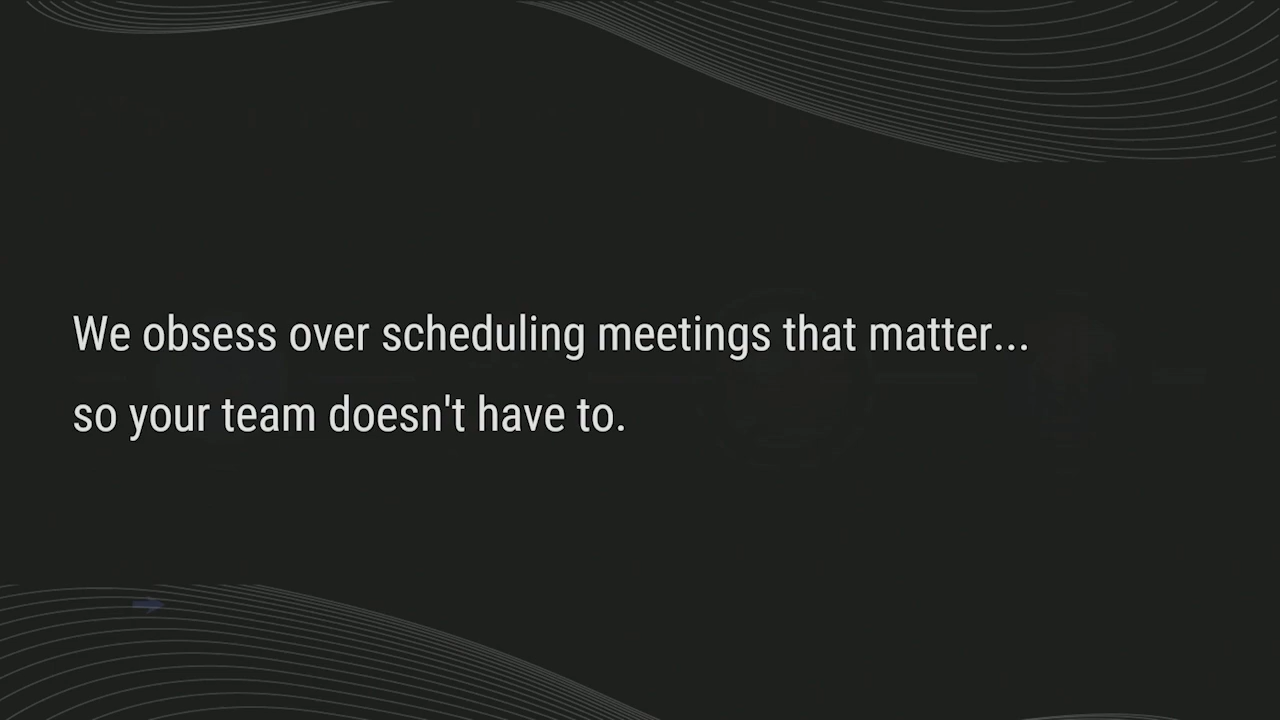 We obsess over scheduling meetings that matter...
so your team doesn't have to.